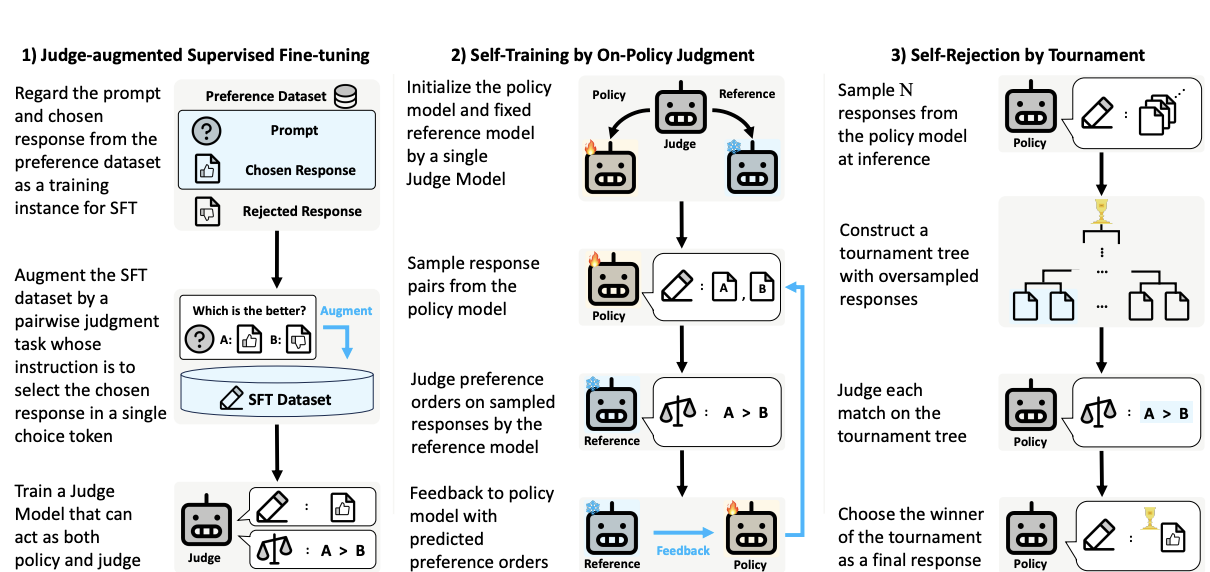 1) Judge-augmented Supervised Fine-tuning
Regard the prompt
and chosen
response from the
preference dataset
as a training
instance for SFT
Preference Dataset
?
Prompt
Chosen Response
Rejected Response
Augment the SFT
dataset by a
pairwise judgment
task whose
instruction is to
select the chosen
response in a single
choice token
Which is the better?
? A: B:
Augment
SFT Dataset
Train a Judge
Model that can
act as both
policy and judge
Judge
:
: A > B
2) Self-Training by On-Policy Judgment
Initialize the policy
model and fixed
reference model
by a single
Judge Model
Policy
Reference
Judge
Sample response
pairs from the
policy model
Policy
: A , B
Judge preference
orders on sampled
responses by the
reference model
Reference
: A > B
Feedback to policy
model with
predicted
preference orders
Reference
Feedback
Policy
3) Self-Rejection by Tournament
Sample N
responses from
the policy model
at inference
Policy
:
Construct a
tournament tree
with oversampled
responses
...
...
...
Judge each
match on the
tournament tree
Policy
: A > B
Choose the winner
of the tournament
as a final response
Policy
: